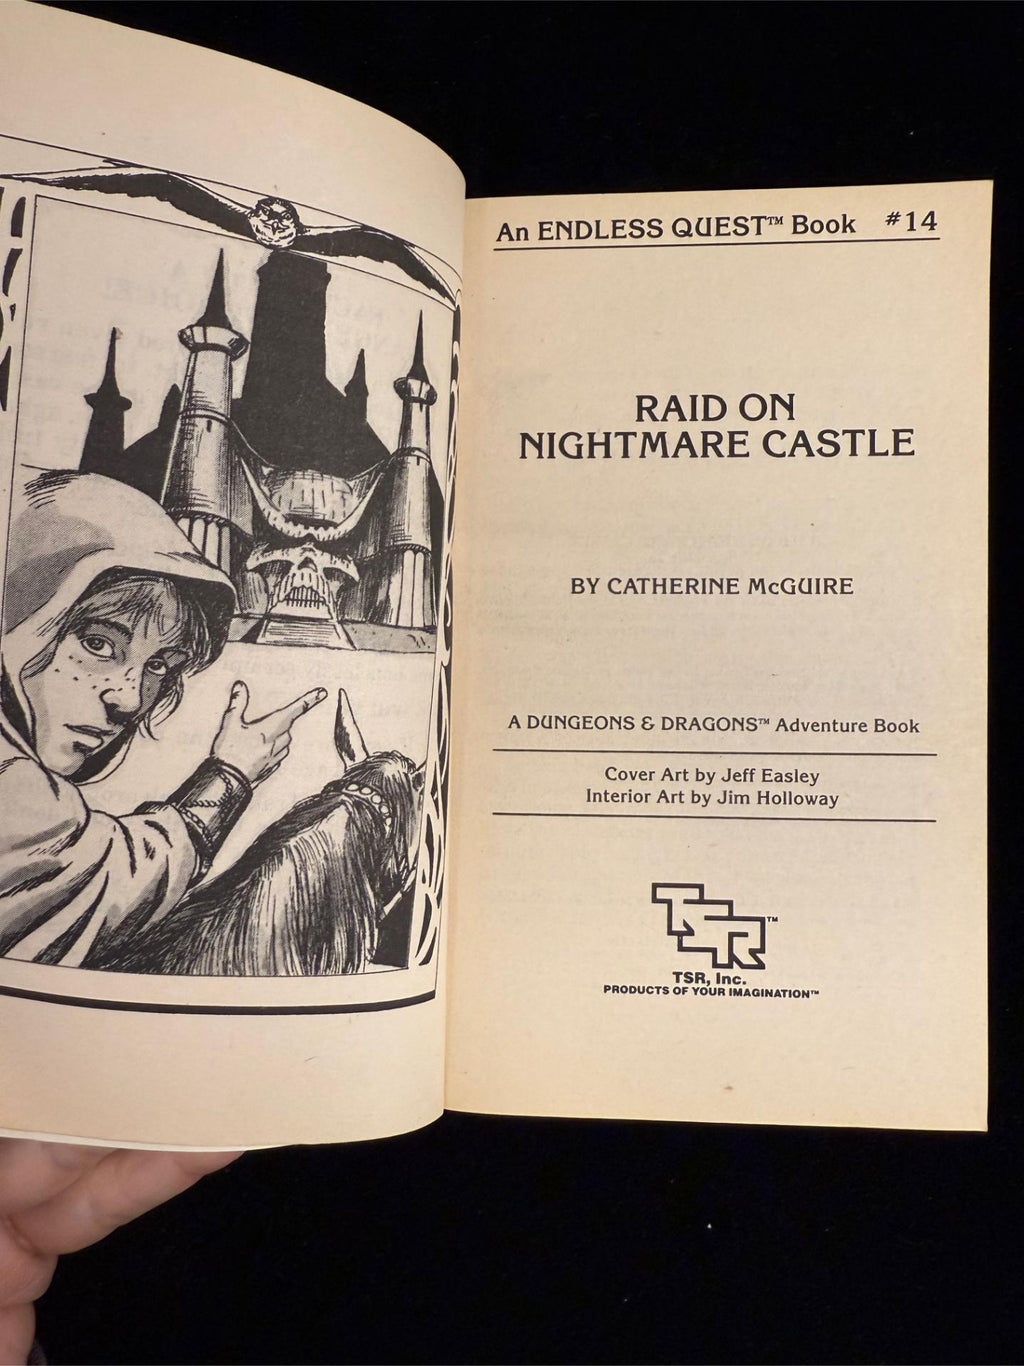 An ENDLESS QUEST™ Book #14
RAID ON
NIGHTMARE CASTLE
BY CATHERINE McGUIRE
A DUNGEONS & DRAGONS™ Adventure Book
Cover Art by Jeff Easley
Interior Art by Jim Holloway
TSR™
TSR, Inc.
PRODUCTS OF YOUR IMAGINATION™